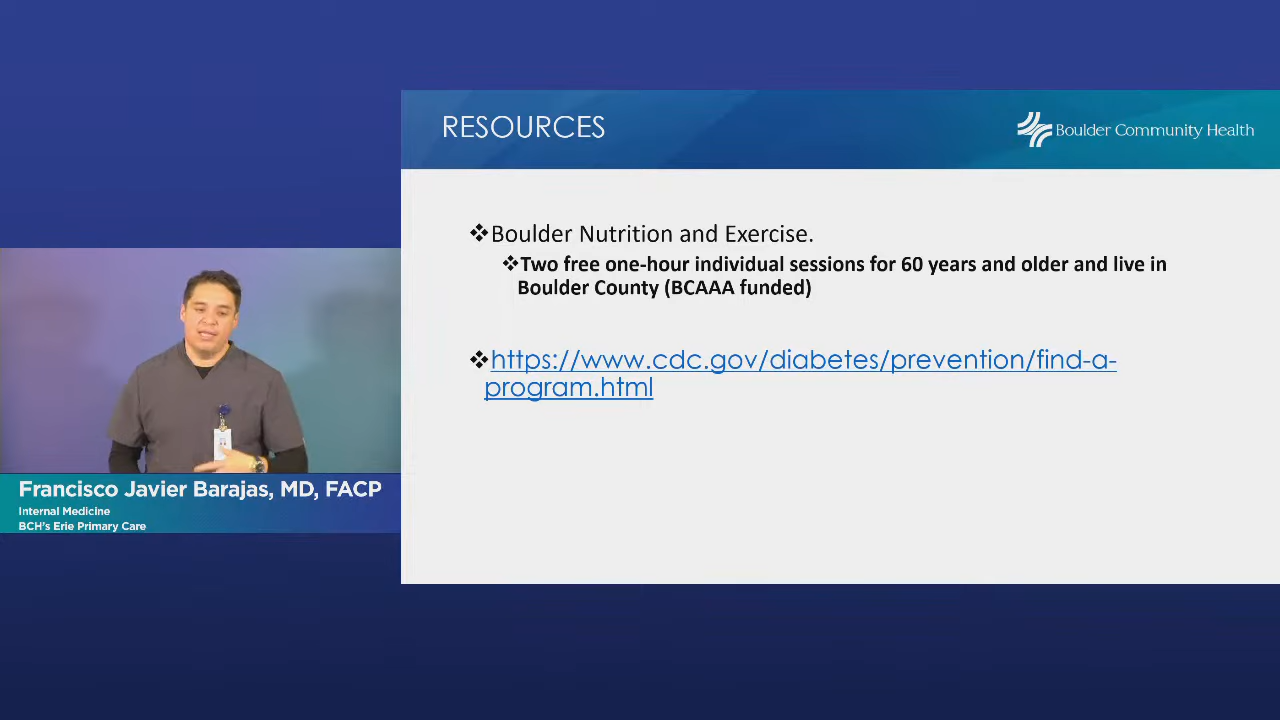 RESOURCES
Boulder Community Health
❖Boulder Nutrition and Exercise.
❖Two free one-hour individual sessions for 60 years and older and live in
Boulder County (BCAAA funded)
❖https://www.cdc.gov/diabetes/prevention/find-a-
program.html
Francisco Javier Barajas, MD, FACP
Internal Medicine
BCH's Erie Primary Care